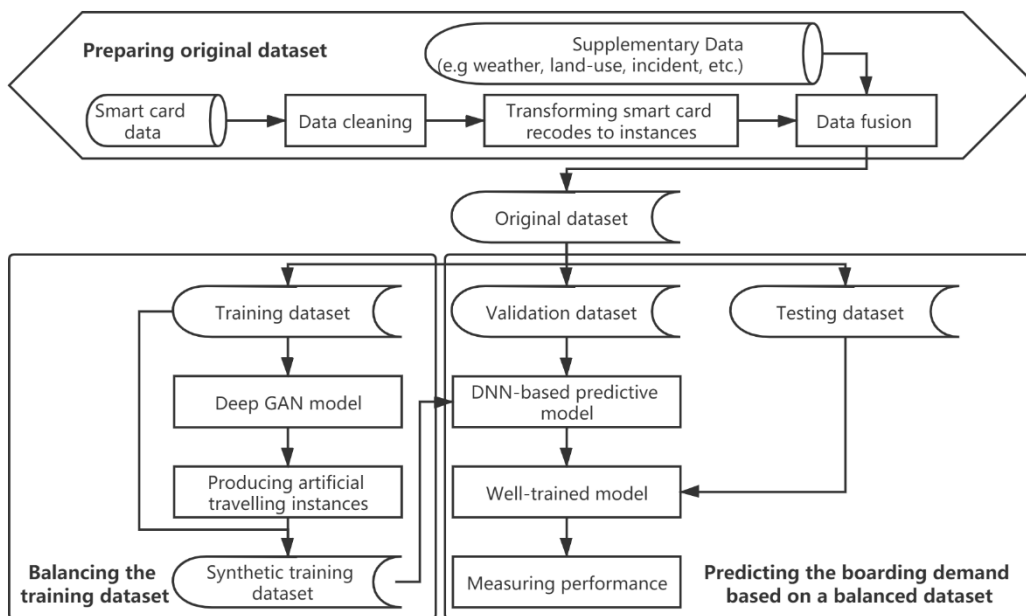 Preparing original dataset
Supplementary Data
(e.g weather, land-use, incident, etc.)
Smart card
data
Data cleaning
Transforming smart card
recodes to instances
Data fusion
Original dataset
Training dataset
Validation dataset
Testing dataset
Deep GAN model
DNN-based predictive
model
Producing artificial
travelling instances
Well-trained model
Balancing the
training dataset
Synthetic training
dataset
Measuring performance
Predicting the boarding demand
based on a balanced dataset